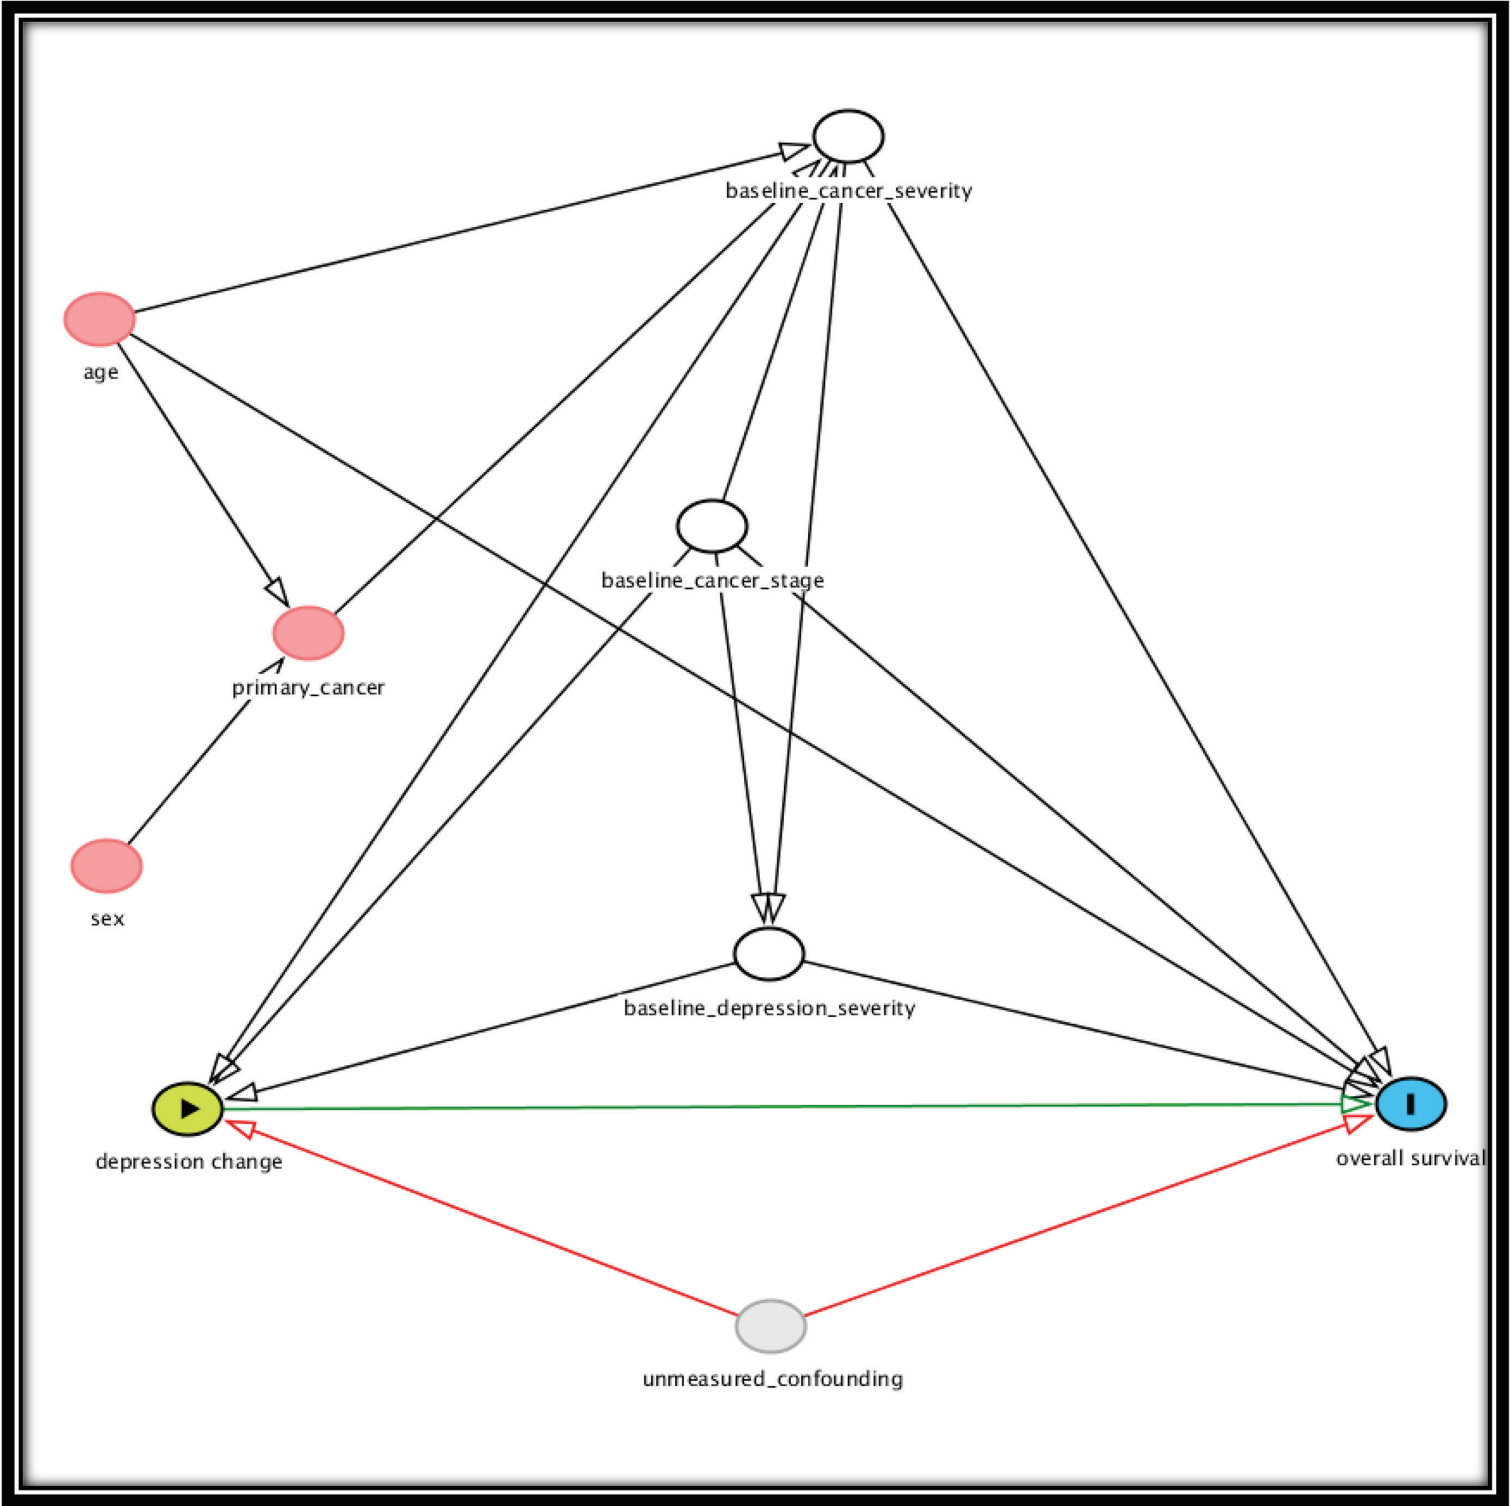 baseline_cancer_severity
age
baseline_cancer_stage
primary_cancer
sex
baseline_depression_severity
depression change
overall survival
unmeasured_confounding